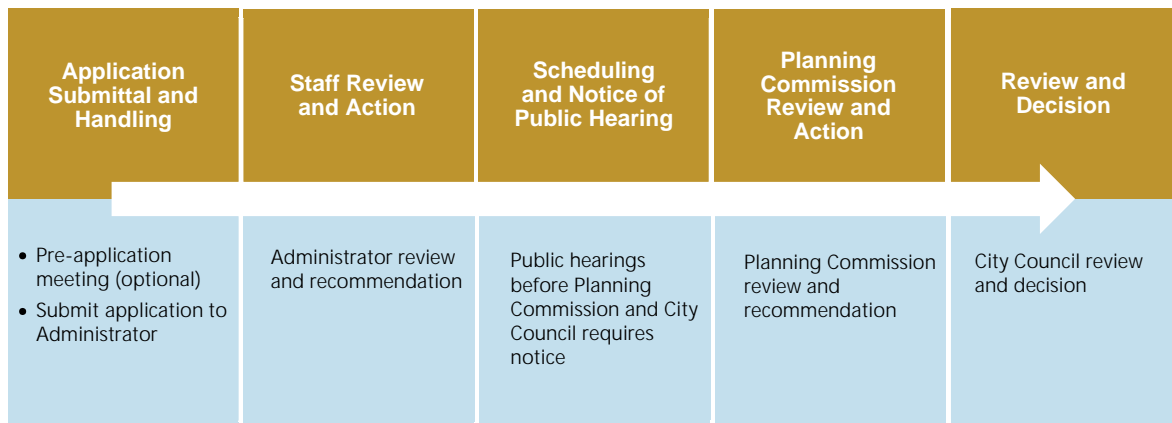 Application
Submittal and
Handling
Staff Review
and Action
Scheduling
and Notice of
Public Hearing
Planning
Commission
Review and
Action
Review and
Decision
• Pre-application
meeting (optional)
• Submit application to
Administrator
Administrator review
and recommendation
Public hearings
before Planning
Commission and City
Council requires
notice
Planning Commission
review and
recommendation
City Council review
and decision